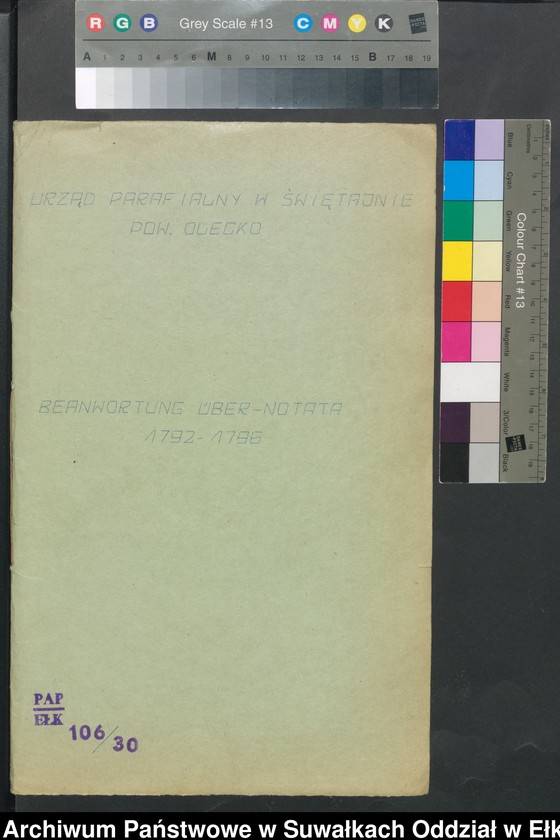 R G B Grey Scale #13 C M Y K
A 1 2 3 4 5 6 M 8 9 10 11 12 13 14 15 B 17 18 19
URZĄD PARAFIALNY W ŚWIĘTAJNIE
POW. OLECKO
BEANWORTUNG ÜBER-NOTATA
1792-1796
PAP
EŁK
106/30
Colour Chart #13
Blue
Cyan
Green
Yellow
Red
Magenta
White
3/Color
Black
Archiwum Państwowe w Suwałkach Oddział w Ełk